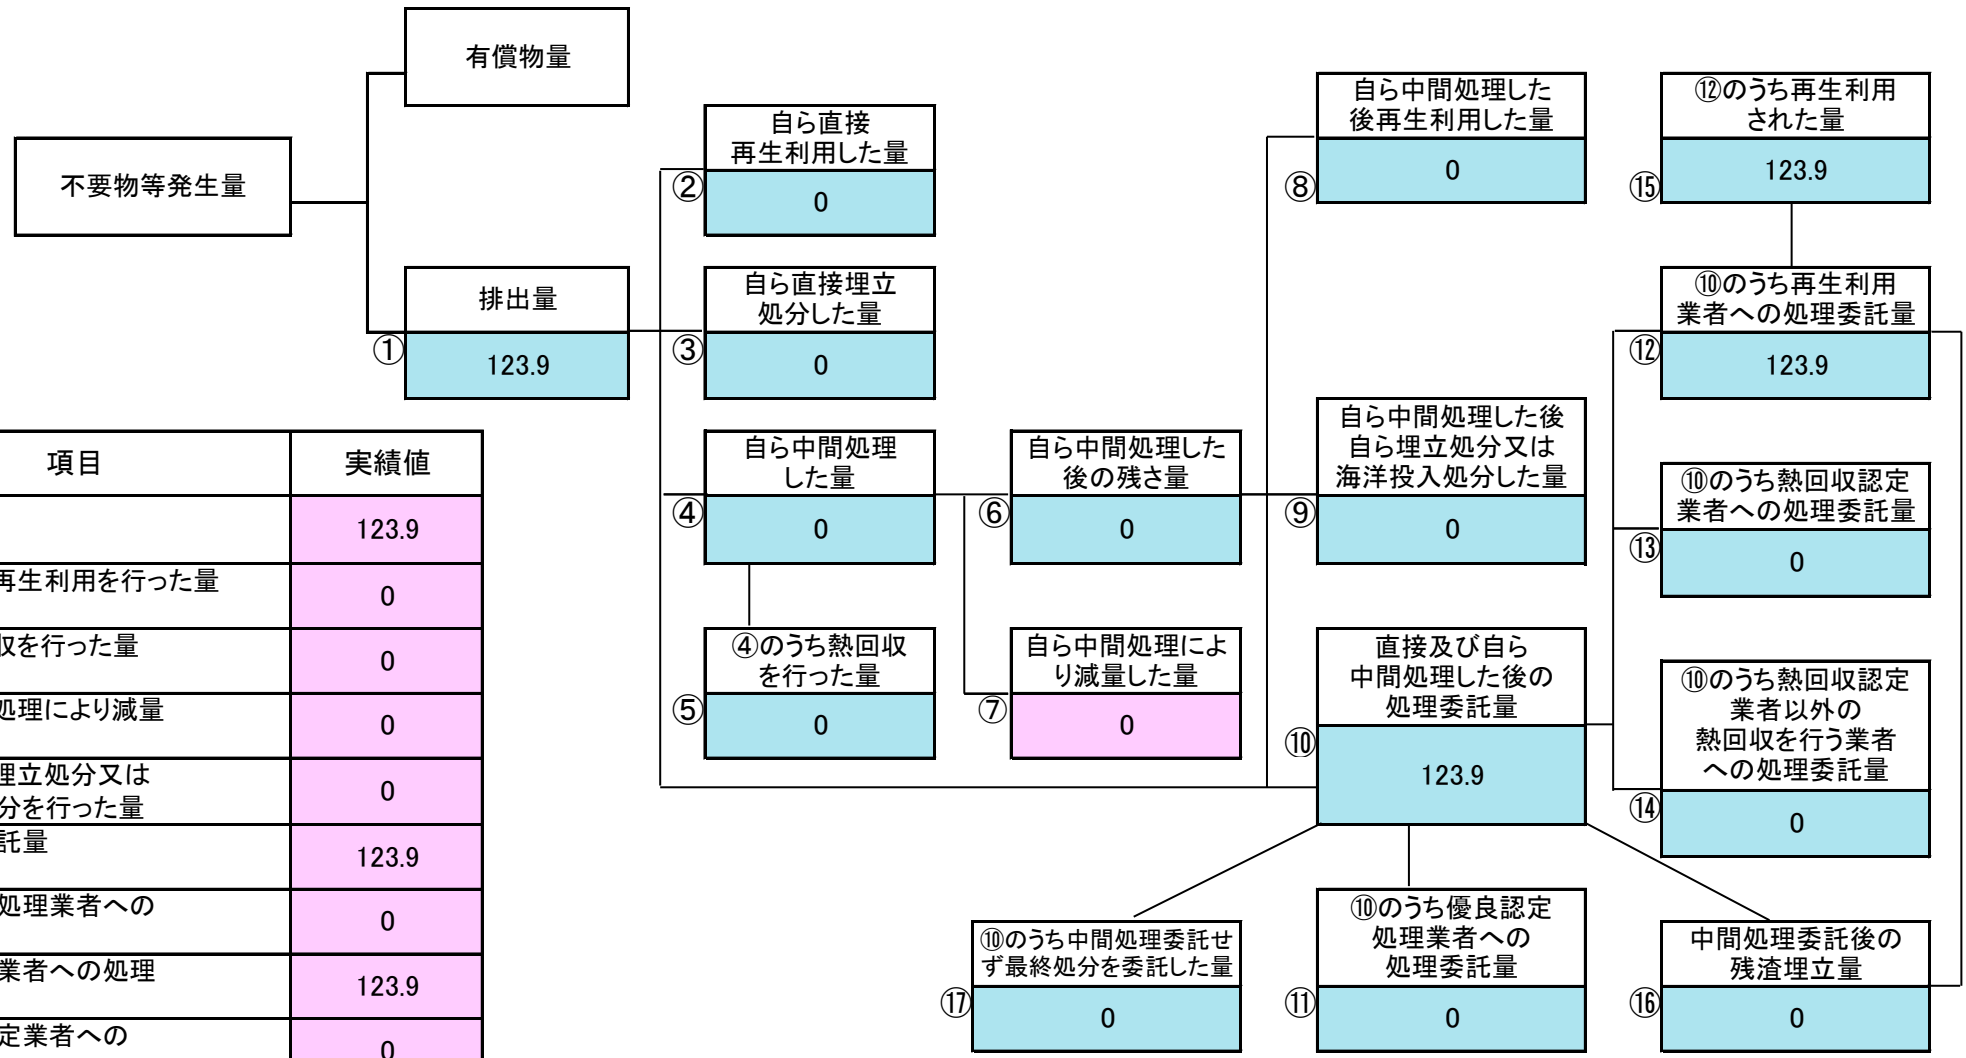 有償物量
不要物等発生量
排出量
①
123.9
自ら直接
再生利用した量
②
0
自ら直接埋立
処分した量
③
0
自ら中間処理
した量
④
0
④のうち熱回収
を行った量
⑤
0
自ら中間処理した
後の残さ量
⑥
0
自ら中間処理によ
り減量した量
⑦
0
自ら中間処理した
後再生利用した量
⑧
0
自ら中間処理した後
自ら埋立処分又は
海洋投入処分した量
⑨
0
直接及び自ら
中間処理した後の
処理委託量
⑩
123.9
⑫のうち再生利用
された量
⑮
123.9
⑩のうち再生利用
業者への処理委託量
⑫
123.9
⑩のうち熱回収認定
業者への処理委託量
⑬
0
⑩のうち熱回収認定
業者以外の
熱回収を行う業者
への処理委託量
⑭
0
⑩のうち中間処理委託せ
ず最終処分を委託した量
⑰
0
⑩のうち優良認定
処理業者への
処理委託量
⑪
0
中間処理委託後の
残渣埋立量
⑯
0
項目 実績値
123.9
再生利用を行った量
0
収を行った量
0
処理により減量
0
埋立処分又は
分を行った量
0
託量
123.9
処理業者への
0
業者への処理
123.9
定業者への
0